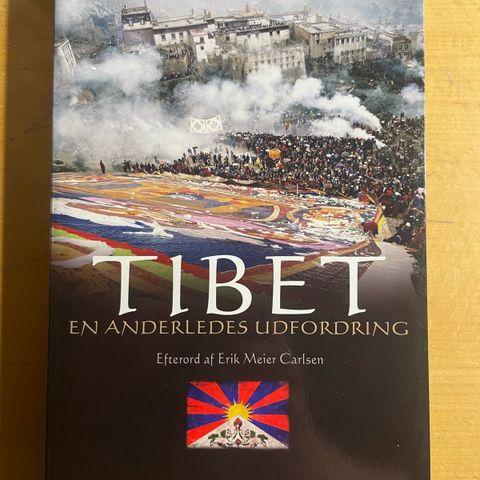 TIBET
EN ANDERLEDES UDFORDRING
Efterord af Erik Meier Carlsen